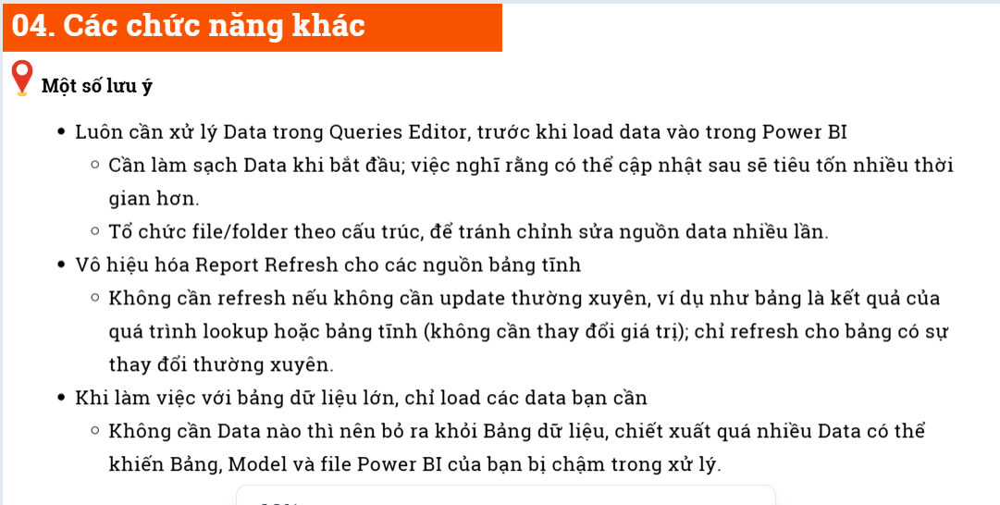 04. Các chức năng khác
Một số lưu ý
Luôn cần xử lý Data trong Queries Editor, trước khi load data vào trong Power BI
Cần làm sạch Data khi bắt đầu; việc nghĩ rằng có thể cập nhật sau sẽ tiêu tốn nhiều thời
gian hơn.
Tổ chức file/folder theo cấu trúc, để tránh chỉnh sửa nguồn data nhiều lần.
Vô hiệu hóa Report Refresh cho các nguồn bảng tĩnh
Không cần refresh nếu không cần update thường xuyên, ví dụ như bảng là kết quả của
quá trình lookup hoặc bảng tĩnh (không cần thay đổi giá trị); chỉ refresh cho bảng có sự
thay đổi thường xuyên.
Khi làm việc với bảng dữ liệu lớn, chỉ load các data bạn cần
Không cần Data nào thì nên bỏ ra khỏi Bảng dữ liệu, chiết xuất quá nhiều Data có thể
khiến Bảng, Model và file Power BI của bạn bị chậm trong xử lý.